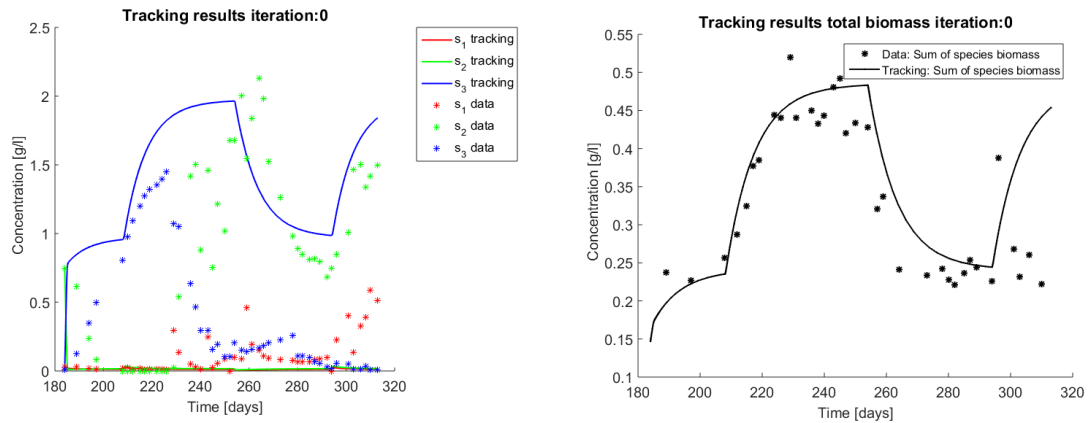 Tracking results iteration:0
2.5
2
1.5
1
0.5
0
Concentration [g/l]
180 200 220 240 260 280 300 320
Time [days]
s1 tracking
s2 tracking
s3 tracking
s1 data
s2 data
s3 data
Tracking results total biomass iteration:0
0.55
0.5
0.45
0.4
0.35
0.3
0.25
0.2
0.15
0.1
Concentration [g/l]
180 200 220 240 260 280 300 320
Time [days]
Data: Sum of species biomass
Tracking: Sum of species biomass